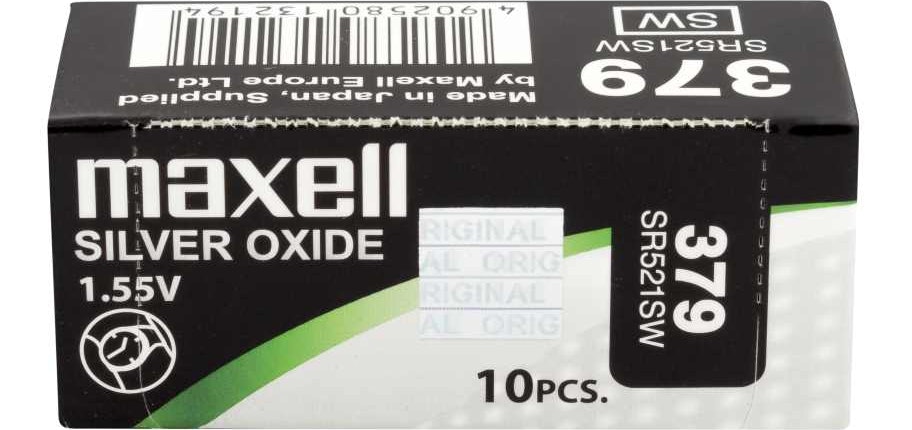 4 902580 132194
Made in Japan, Supplied
by Maxell Europe Ltd.
379
SR521SW
SW
maxell
SILVER OXIDE
1.55V
RIGINAL
AL ORIG
RIGINAL
AL ORIG
379
SR521SW
10PCS.